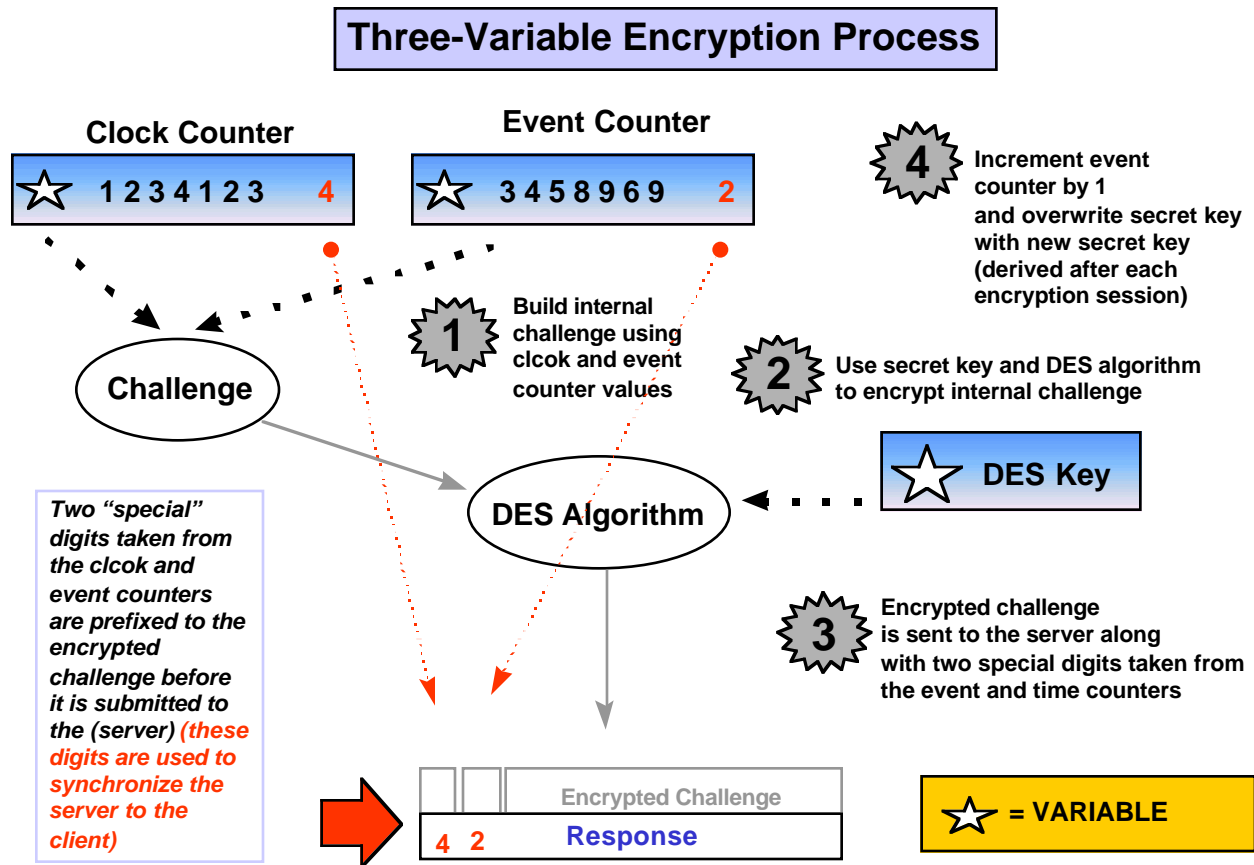 Three-Variable Encryption Process
Clock Counter
1 2 3 4 1 2 3 4
Event Counter
3 4 5 8 9 6 9 2
4
Increment event
counter by 1
and overwrite secret key
with new secret key
(derived after each
encryption session)
1
Build internal
challenge using
clcok and event
counter values
2
Use secret key and DES algorithm
to encrypt internal challenge
Challenge
DES Key
DES Algorithm
Two “special”
digits taken from
the clcok and
event counters
are prefixed to the
encrypted
challenge before
it is submitted to
the (server) (these
digits are used to
synchronize the
server to the
client)
3
Encrypted challenge
is sent to the server along
with two special digits taken from
the event and time counters
Encrypted Challenge
4 2 Response
= VARIABLE